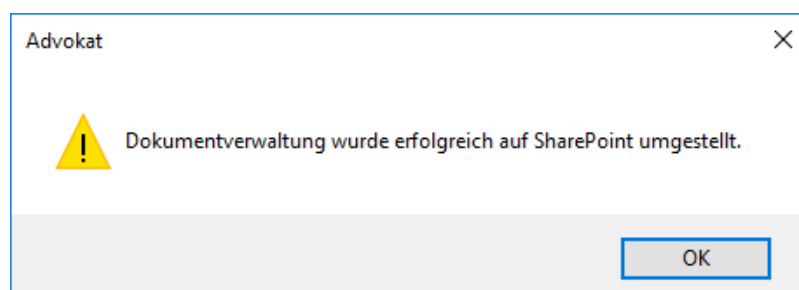 Advokat
Dokumentverwaltung wurde erfolgreich auf SharePoint umgestellt.
OK